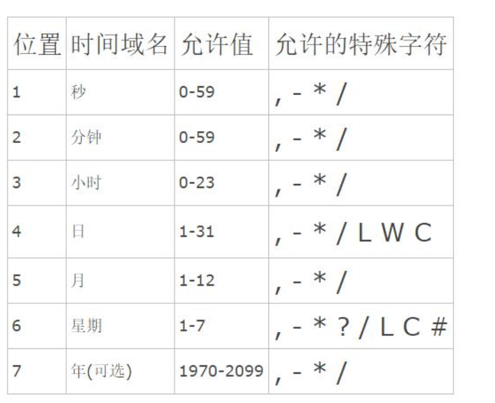 位置 时间域名 允许值 允许的特殊字符
1 秒 0-59 , - * /
2 分钟 0-59 , - * /
3 小时 0-23 , - * /
4 日 1-31 , - * / L W C
5 月 1-12 , - * /
6 星期 1-7 , - * ? / L C #
7 年(可选) 1970-2099 , - * /